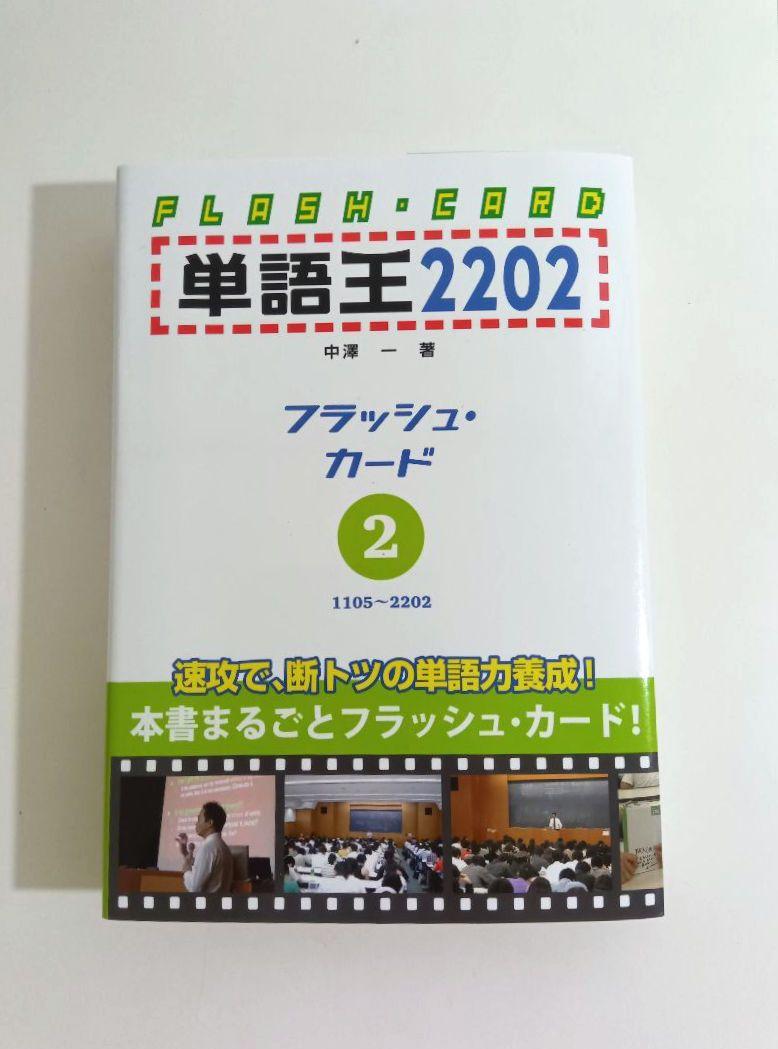 FLASH・CARD
単語王2202
中澤 一 著
フラッシュ・
カード
2
1105〜2202
速攻で、断トツの単語力養成!
本書まるごとフラッシュ・カード!